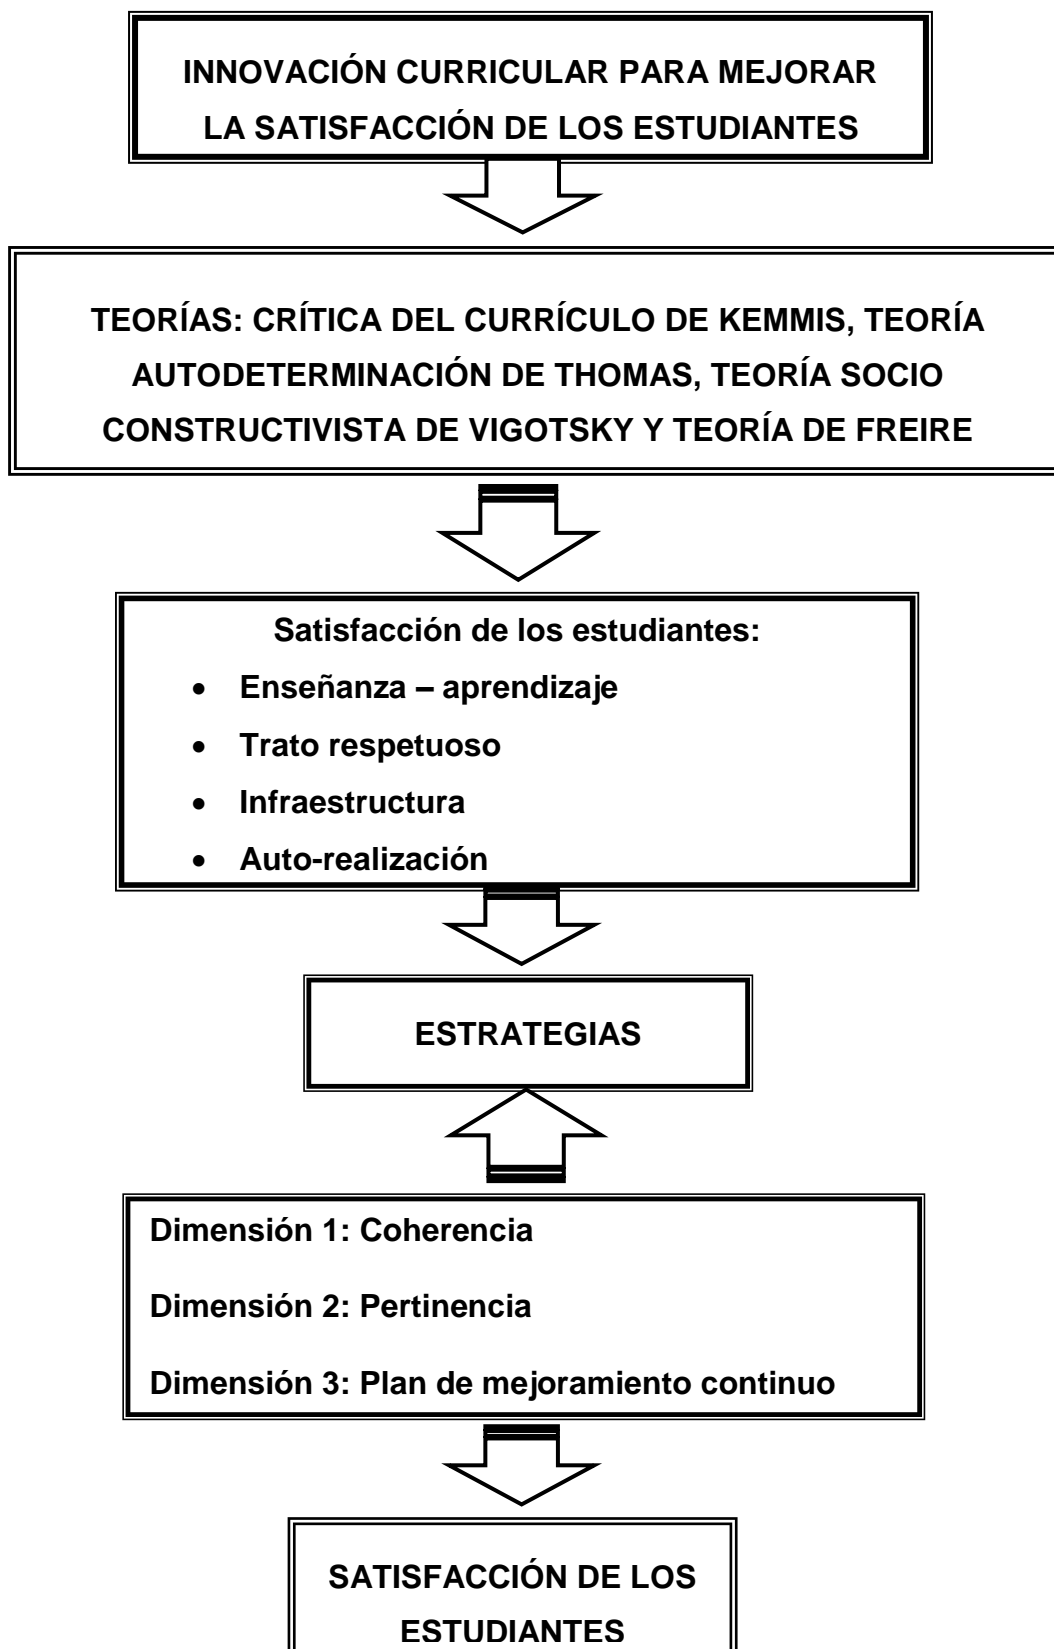 INNOVACIÓN CURRICULAR PARA MEJORAR
LA SATISFACCIÓN DE LOS ESTUDIANTES
TEORÍAS: CRÍTICA DEL CURRÍCULO DE KEMMIS, TEORÍA
AUTODETERMINACIÓN DE THOMAS, TEORÍA SOCIO
CONSTRUCTIVISTA DE VIGOTSKY Y TEORÍA DE FREIRE
Satisfacción de los estudiantes:
• Enseñanza – aprendizaje
• Trato respetuoso
• Infraestructura
• Auto-realización
ESTRATEGIAS
Dimensión 1: Coherencia
Dimensión 2: Pertinencia
Dimensión 3: Plan de mejoramiento continuo
SATISFACCIÓN DE LOS
ESTUDIANTES